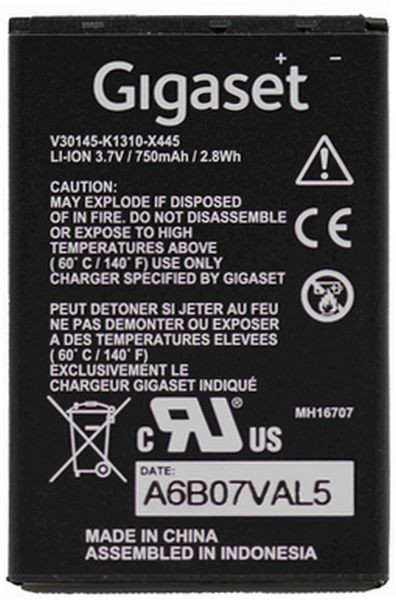 + -
Gigaset
V30145-K1310-X445
LI-ION 3.7V / 750mAh / 2.8Wh
CAUTION:
MAY EXPLODE IF DISPOSED
OF IN FIRE. DO NOT DISASSEMBLE
OR EXPOSE TO HIGH
TEMPERATURES ABOVE
( 60° C / 140° F) USE ONLY
CHARGER SPECIFIED BY GIGASET
CE
PEUT DETONER SI JETER AU FEU
NE PAS DEMONTER OU EXPOSER
A DES TEMPERATURES ELEVEES
( 60° C / 140° F)
UTILISER EXCLUSIVEMENT LE
CHARGEUR GIGASET INDIQUÉ
MH16707
C RU US
DATE:
A6B07VAL5
MADE IN CHINA
ASSEMBLED IN INDONESIA